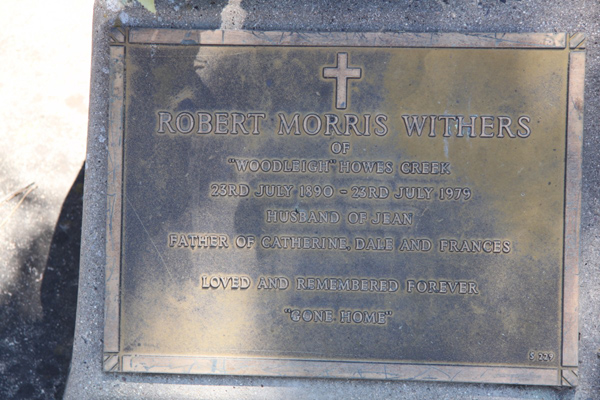 ROBERT MORRIS WITHERS
OF
"WOODLEIGH" HOWES CREEK
23RD JULY 1890 - 23RD JULY 1979
HUSBAND OF JEAN
FATHER OF CATHERINE, DALE AND FRANCES
LOVED AND REMEMBERED FOREVER
"GONE HOME"
S 229